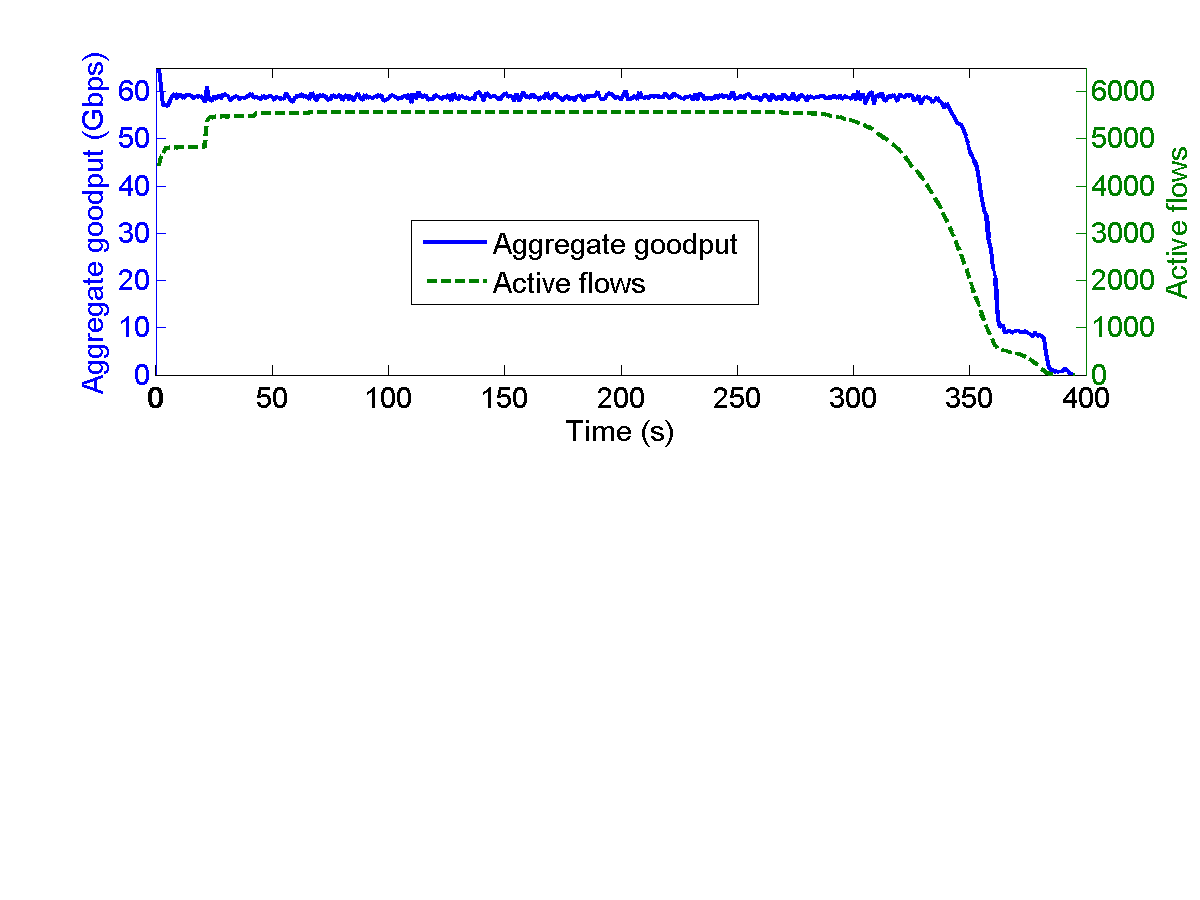 Aggregate goodput (Gbps)
60
50
40
30
20
10
0
6000
5000
4000
3000
2000
1000
0
Active flows
Aggregate goodput
Active flows
0 50 100 150 200 250 300 350 400
Time (s)